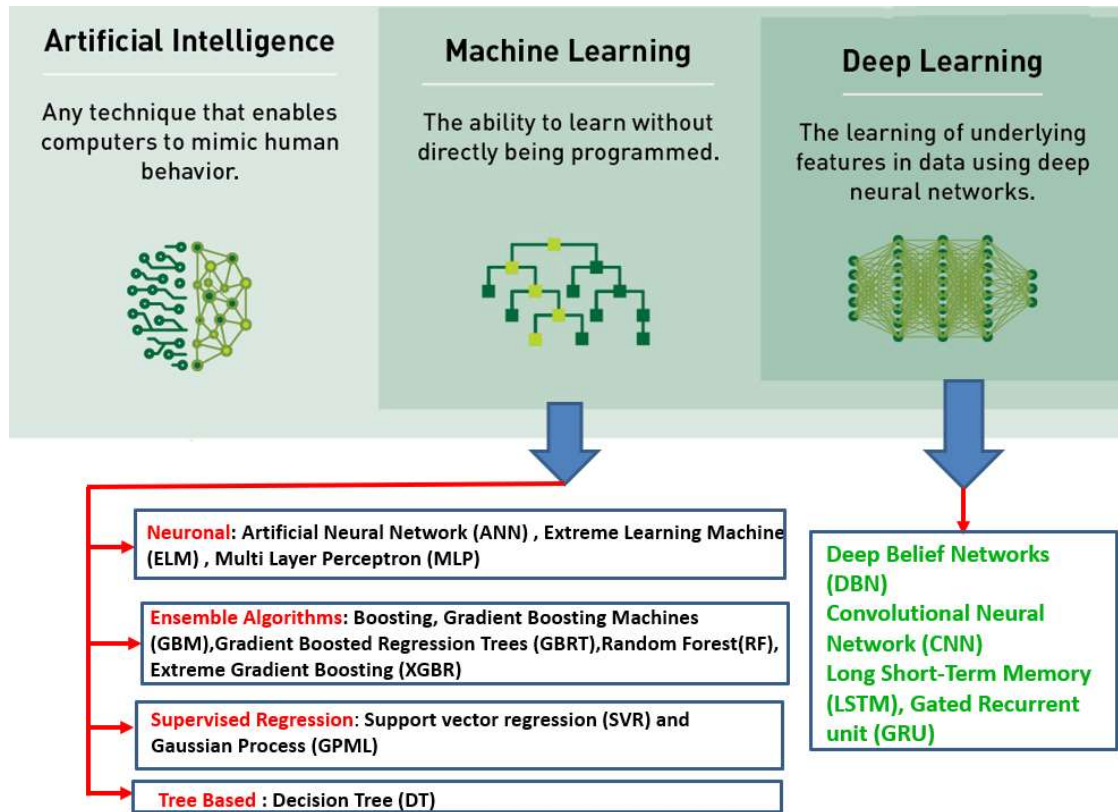 Artificial Intelligence
Any technique that enables
computers to mimic human
behavior.
Machine Learning
The ability to learn without
directly being programmed.
Deep Learning
The learning of underlying
features in data using deep
neural networks.
Neuronal: Artificial Neural Network (ANN) , Extreme Learning Machine
(ELM) , Multi Layer Perceptron (MLP)
Ensemble Algorithms: Boosting, Gradient Boosting Machines
(GBM),Gradient Boosted Regression Trees (GBRT),Random Forest(RF),
Extreme Gradient Boosting (XGBR)
Supervised Regression: Support vector regression (SVR) and
Gaussian Process (GPML)
Tree Based : Decision Tree (DT)
Deep Belief Networks
(DBN)
Convolutional Neural
Network (CNN)
Long Short-Term Memory
(LSTM), Gated Recurrent
unit (GRU)